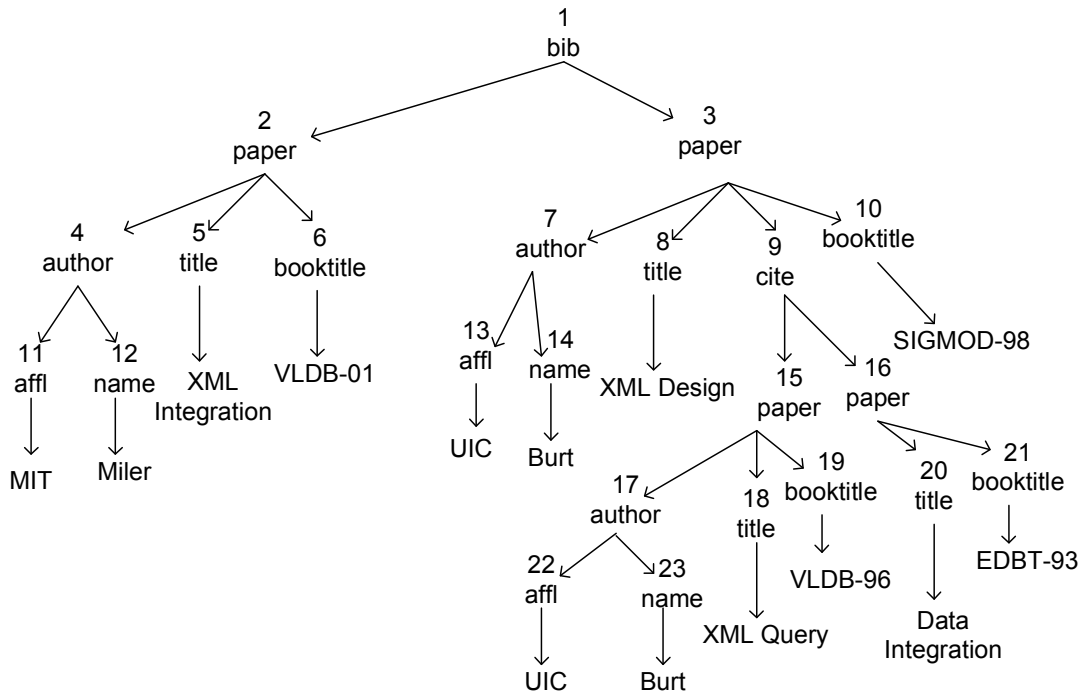 1
bib
2
paper
3
paper
4
author
5
title
6
booktitle
7
author
8
title
9
cite
10
booktitle
11
affl
12
name
XML
Integration
VLDB-01
13
affl
14
name
XML Design
15
paper
16
paper
SIGMOD-98
MIT
Miler
UIC
Burt
17
author
18
title
19
booktitle
20
title
21
booktitle
22
affl
23
name
XML Query
VLDB-96
Data
Integration
EDBT-93
UIC
Burt